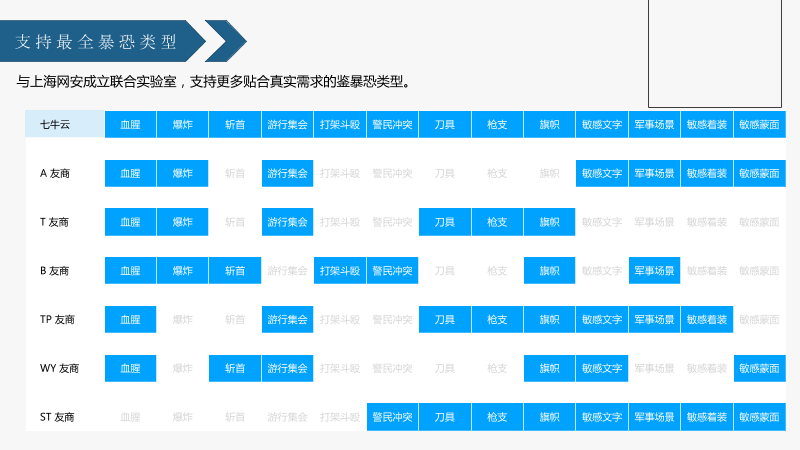 支持最全暴恐类型
与上海网安成立联合实验室，支持更多贴合真实需求的鉴暴恐类型。
七牛云 血腥 爆炸 斩首 游行集会 打架斗殴 警民冲突 刀具 枪支 旗帜 敏感文字 军事场景 敏感着装 敏感蒙面
A 友商 血腥 爆炸 斩首 游行集会 打架斗殴 警民冲突 刀具 枪支 旗帜 敏感文字 军事场景 敏感着装 敏感蒙面
T 友商 血腥 爆炸 斩首 游行集会 打架斗殴 警民冲突 刀具 枪支 旗帜 敏感文字 军事场景 敏感着装 敏感蒙面
B 友商 血腥 爆炸 斩首 游行集会 打架斗殴 警民冲突 刀具 枪支 旗帜 敏感文字 军事场景 敏感着装 敏感蒙面
TP 友商 血腥 爆炸 斩首 游行集会 打架斗殴 警民冲突 刀具 枪支 旗帜 敏感文字 军事场景 敏感着装 敏感蒙面
WY 友商 血腥 爆炸 斩首 游行集会 打架斗殴 警民冲突 刀具 枪支 旗帜 敏感文字 军事场景 敏感着装 敏感蒙面
ST 友商 血腥 爆炸 斩首 游行集会 打架斗殴 警民冲突 刀具 枪支 旗帜 敏感文字 军事场景 敏感着装 敏感蒙面